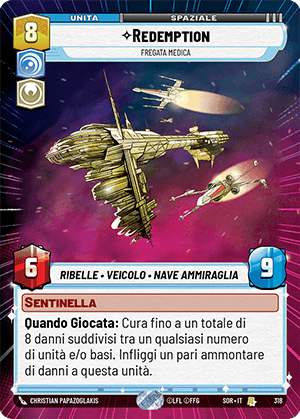 UNITÀ
SPAZIALE
8
✧REDEMPTION
FREGATA MEDICA
6
9
RIBELLE • VEICOLO • NAVE AMMIRAGLIA
SENTINELLA
Quando Giocata: Cura fino a un totale di
8 danni suddivisi tra un qualsiasi numero
di unità e/o basi. Infliggi un pari ammontare
di danni a questa unità.
CHRISTIAN PAPAZOGLAKIS
©LFL ©FFG
SOR • IT
318